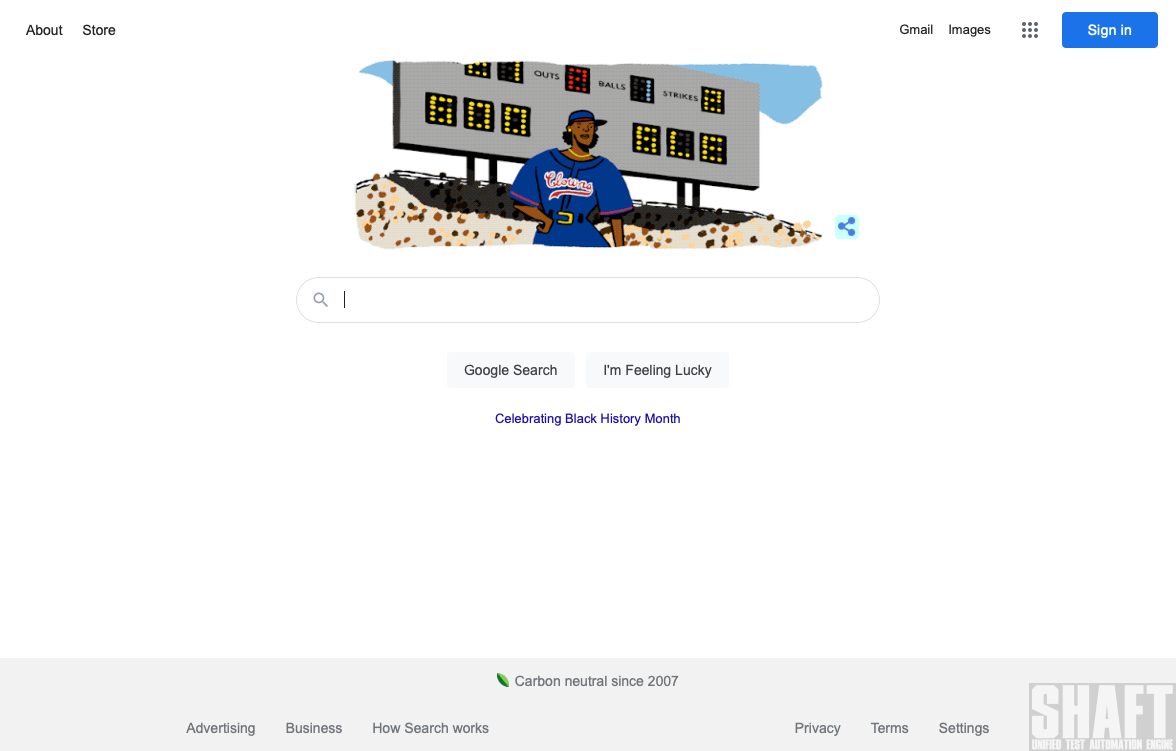 About Store
Gmail Images
Sign in
OUTS
BALLS
STRIKES
Clowns
Google Search
I'm Feeling Lucky
Celebrating Black History Month
Carbon neutral since 2007
Advertising Business How Search works
Privacy Terms Settings
SHAFT
UNIFIED TEST AUTOMATION ENGINE